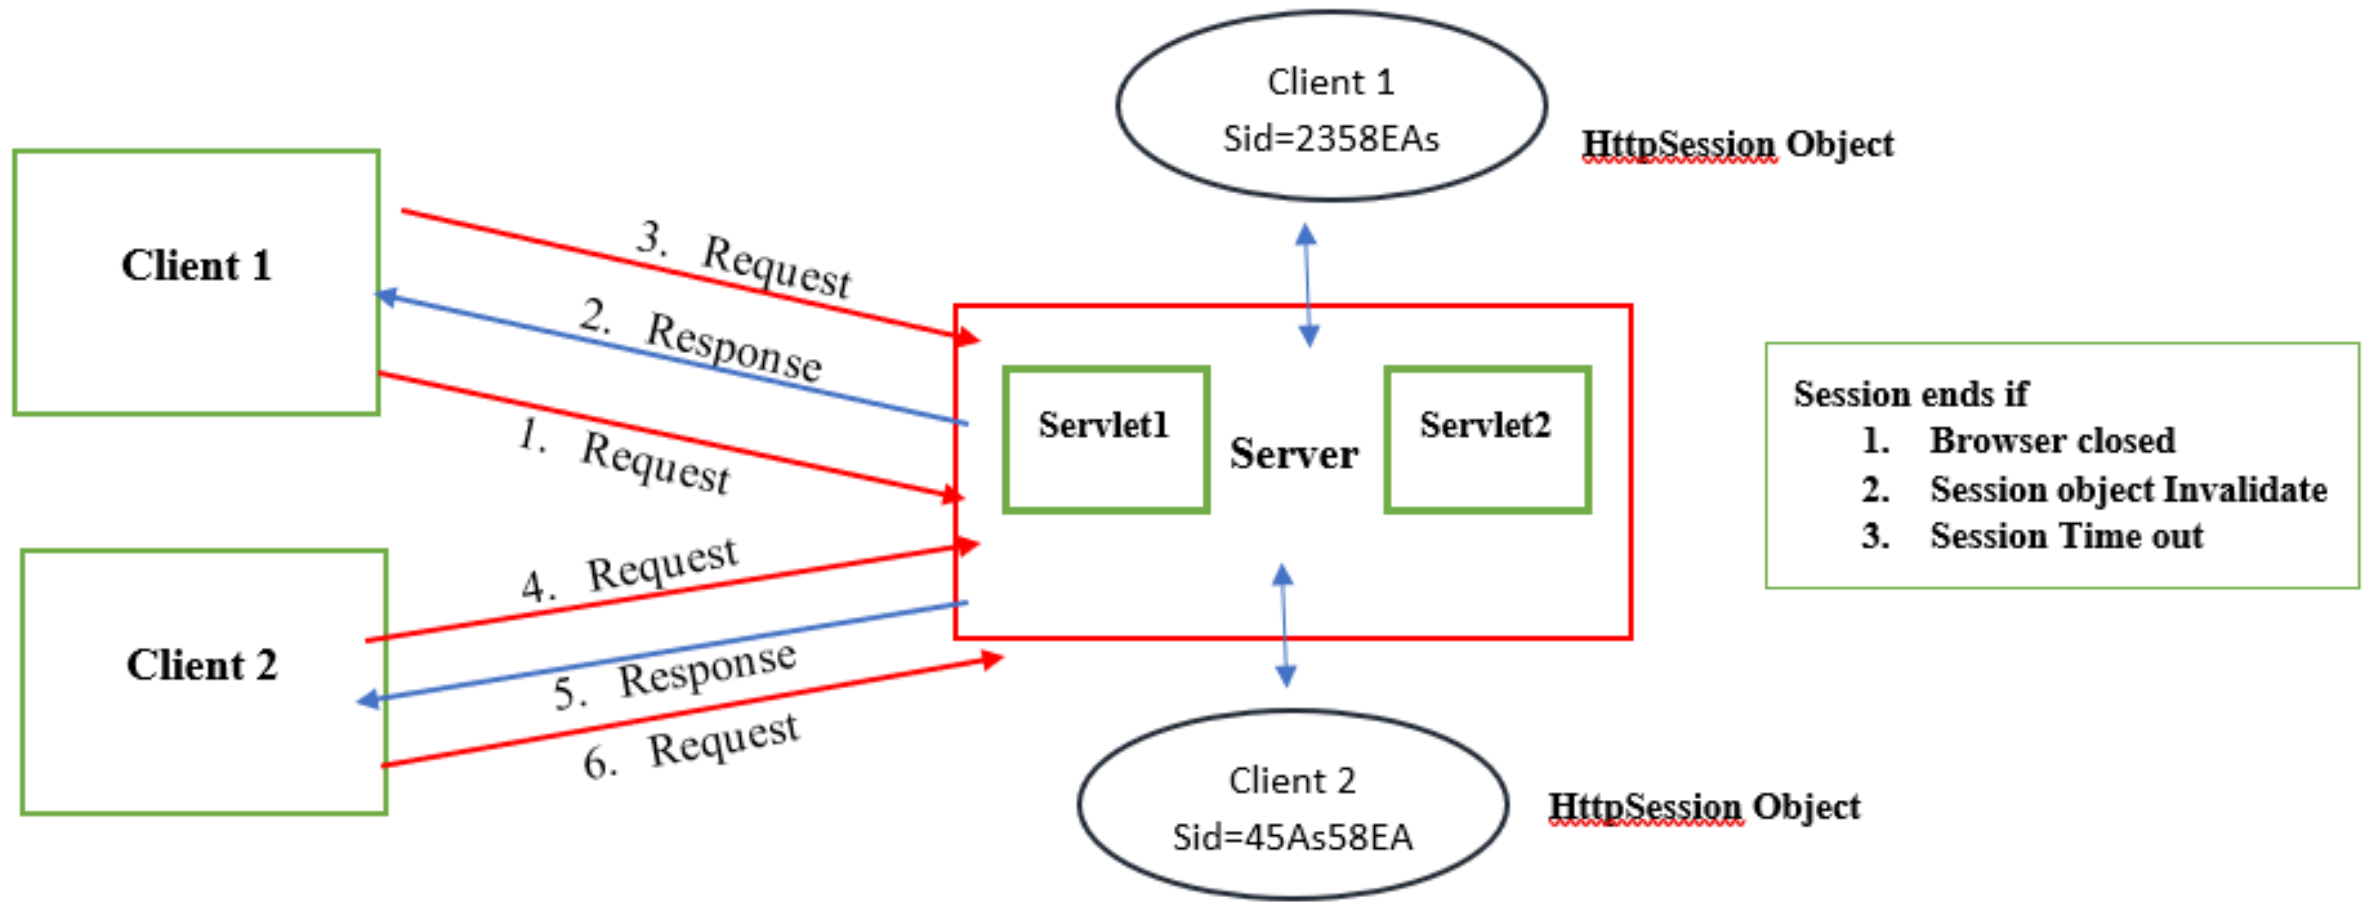 Client 1
Sid=2358EAs
HttpSession Object
Client 1
3. Request
2. Response
1. Request
Servlet1
Server
Servlet2
Session ends if
1. Browser closed
2. Session object Invalidate
3. Session Time out
Client 2
4. Request
5. Response
6. Request
Client 2
Sid=45As58EA
HttpSession Object